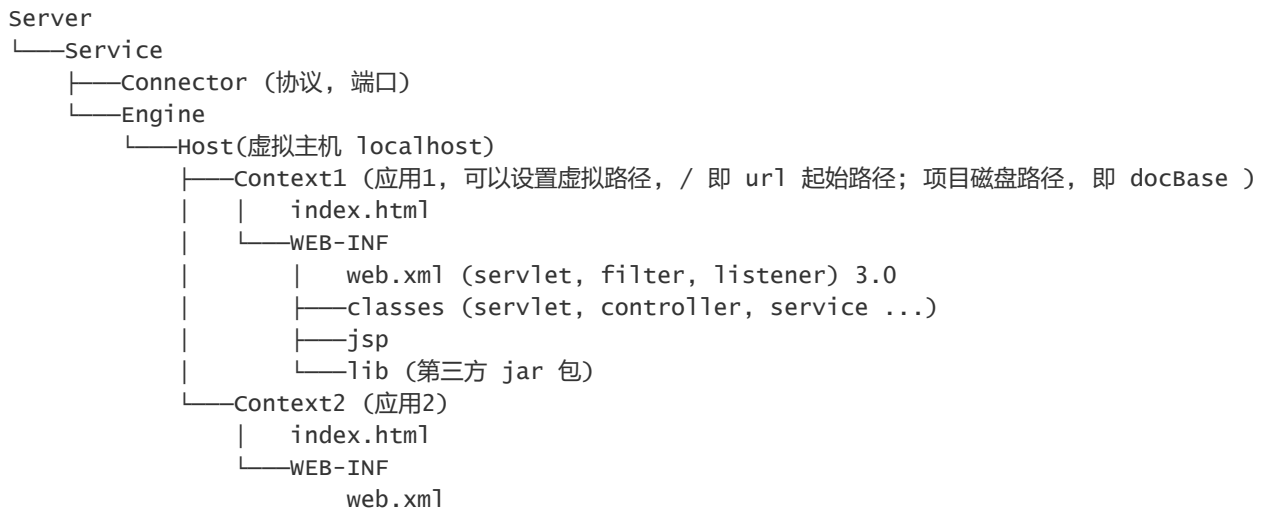 Server
└───Service
    ├───Connector (协议, 端口)
    └───Engine
        └───Host(虚拟主机 localhost)
            ├───Context1 (应用1, 可以设置虚拟路径, / 即 url 起始路径; 项目磁盘路径, 即 docBase )
            │   │   index.html
            │   └───WEB-INF
            │       │   web.xml (servlet, filter, listener) 3.0
            │       ├───classes (servlet, controller, service ...)
            │       ├───jsp
            │       └───lib (第三方 jar 包)
            └───Context2 (应用2)
                │   index.html
                └───WEB-INF
                        web.xml